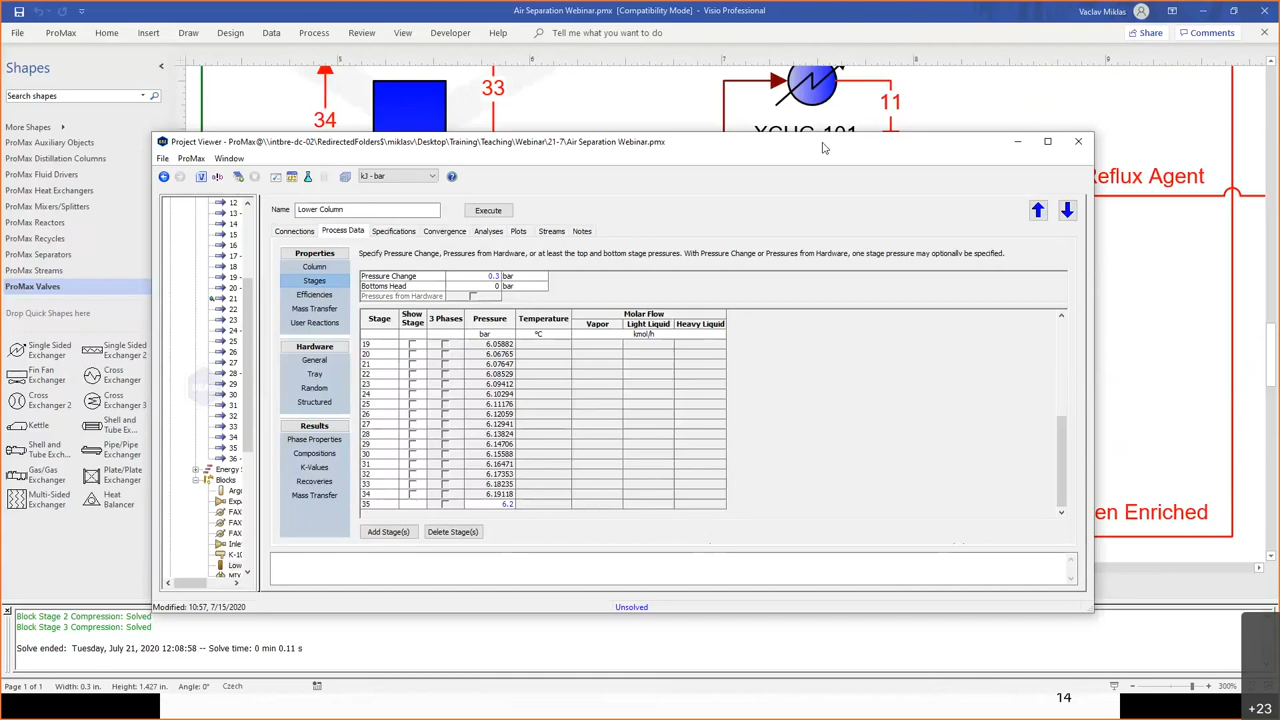 Air Separation Webinar.pmx [Compatibility Mode] - Visio Professional
Vaclav Miklas
File ProMax Home Insert Draw Design Data Process Review View Developer Help Tell me what you want to do Share Comments
Shapes
Search shapes
More Shapes
ProMax Auxiliary Objects
ProMax Distillation Columns
ProMax Fluid Drivers
ProMax Heat Exchangers
ProMax Mixers/Splitters
ProMax Reactors
ProMax Recycles
ProMax Separators
ProMax Streams
ProMax Valves
Drop Quick Shapes here
Single Sided Exchanger
Single Sided Exchanger 2
Fin Fan Exchanger
Cross Exchanger
Cross Exchanger 2
Cross Exchanger 3
Kettle
Shell and Tube
Shell and Tube/Pipe
Pipe/Pipe Exchanger
Gas/Gas Exchanger
Plate/Plate Exchanger
Multi-Sided Exchanger
Heat Balancer
5 6 7 8 9
34
33
11
XCHG-101
Reflux Agent
en Enriched
Project Viewer - ProMax@\\intbre-dc-02\RedirectedFolders$\miklasv\Desktop\Training\Teaching\Webinar\21-7\Air Separation Webinar.pmx
File ProMax Window
kJ - bar
12
13
14
15
16
17
18
19
20
21
22
23
24
25
26
27
28
29
30
31
32
33
34
35
36
Energy S
Blocks
Argo
Exp
FAX
FAX
FAX
Inle
K-10
Low
MIX
Name Lower Column Execute
Connections Process Data Specifications Convergence Analyses Plots Streams Notes
Properties
Column
Stages
Efficiencies
Mass Transfer
User Reactions
Hardware
General
Tray
Random
Structured
Results
Phase Properties
Compositions
K-Values
Recoveries
Mass Transfer
Specify Pressure Change, Pressures from Hardware, or at least the top and bottom stage pressures. With Pressure Change or Pressures from Hardware, one stage pressure may optionally be specified.
Pressure Change 0.3 bar
Bottoms Head 0 bar
Pressures from Hardware
Stage Show Stage 3 Phases Pressure Temperature Molar Flow
Vapor Light Liquid Heavy Liquid
bar °C kmol/h
19 6.05882
20 6.06765
21 6.07647
22 6.08529
23 6.09412
24 6.10294
25 6.11176
26 6.12059
27 6.12941
28 6.13824
29 6.14706
30 6.15588
31 6.16471
32 6.17353
33 6.18235
34 6.19118
35 6.2
Add Stage(s) Delete Stage(s)
Modified: 10:57, 7/15/2020
Unsolved
Block Stage 2 Compression: Solved
Block Stage 3 Compression: Solved
Solve ended: Tuesday, July 21, 2020 12:08:58 -- Solve time: 0 min 0.11 s
Page 1 of 1 Width: 0.3 in. Height: 1.427 in. Angle: 0° Czech 300%
14
+23